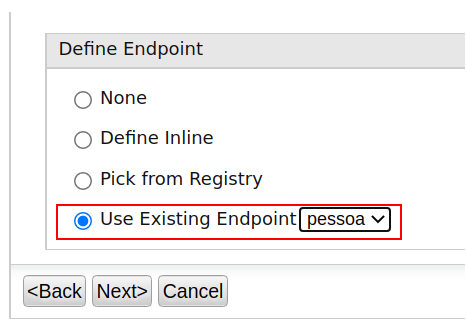 Define Endpoint
None
Define Inline
Pick from Registry
Use Existing Endpoint pessoa
<Back Next> Cancel